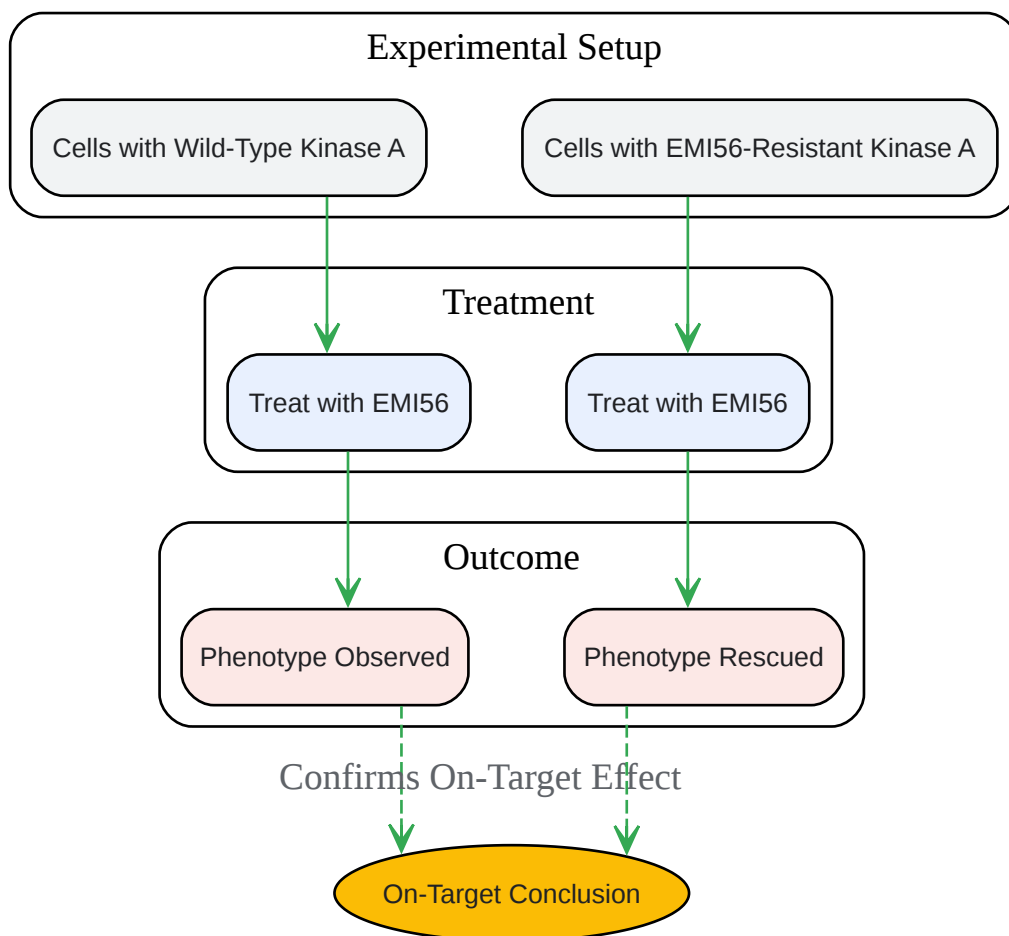 Experimental Setup
Cells with Wild-Type Kinase A
Cells with EMI56-Resistant Kinase A
Treatment
Treat with EMI56
Treat with EMI56
Outcome
Phenotype Observed
Phenotype Rescued
Confirms On-Target Effect
On-Target Conclusion